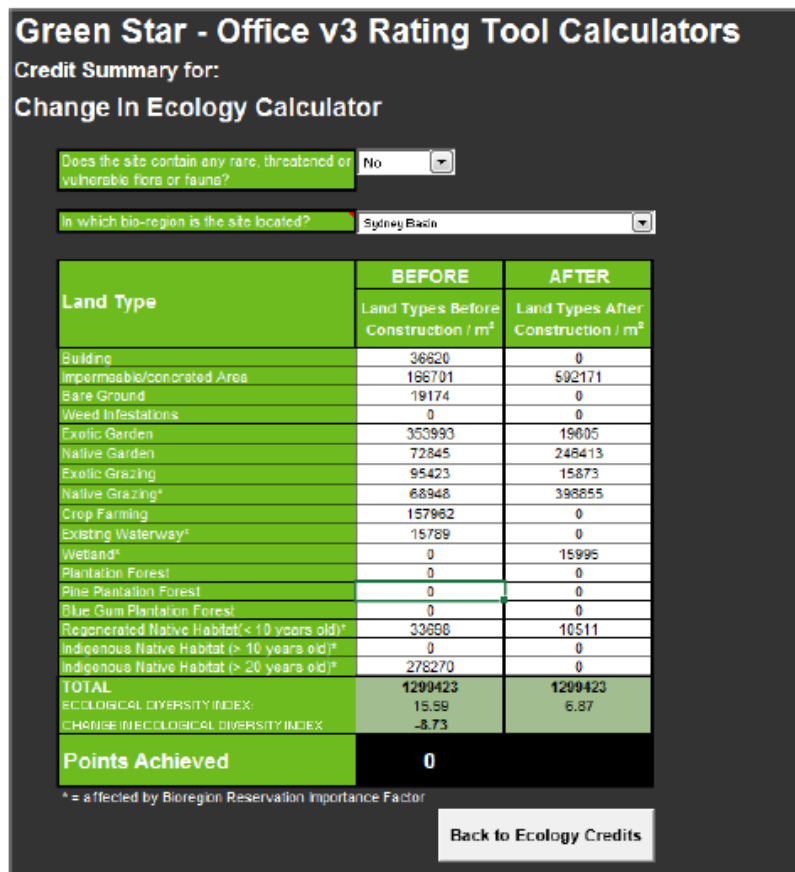 Green Star - Office v3 Rating Tool Calculators
Credit Summary for:
Change In Ecology Calculator
Does the site contain any rare, threatened or
vulnerable flora or fauna?
No
In which bio-region is the site located?
Sydney Basin
BEFORE AFTER
Land Type
Land Types Before Land Types After
Construction / m² Construction / m²
Building 36620 0
Impermeable/concreted Area 166701 592171
Bare Ground 19174 0
Weed Infestations 0 0
Exotic Garden 353993 19605
Native Garden 72845 246413
Exotic Grazing 95423 15873
Native Grazing* 68948 398855
Crop Farming 157962 0
Existing Waterway* 15789 0
Wetland* 0 15995
Plantation Forest 0 0
Pine Plantation Forest 0 0
Blue Gum Plantation Forest 0 0
Regenerated Native Habitat(< 10 years old)* 33698 10511
Indigenous Native Habitat (> 10 years old)* 0 0
Indigenous Native Habitat (> 20 years old)* 278270 0
TOTAL 1299423 1299423
ECOLOGICAL DIVERSITY INDEX: 15.59 6.87
CHANGE IN ECOLOGICAL DIVERSITY INDEX -8.73
Points Achieved 0
* = affected by Bioregion Reservation Importance Factor
Back to Ecology Credits